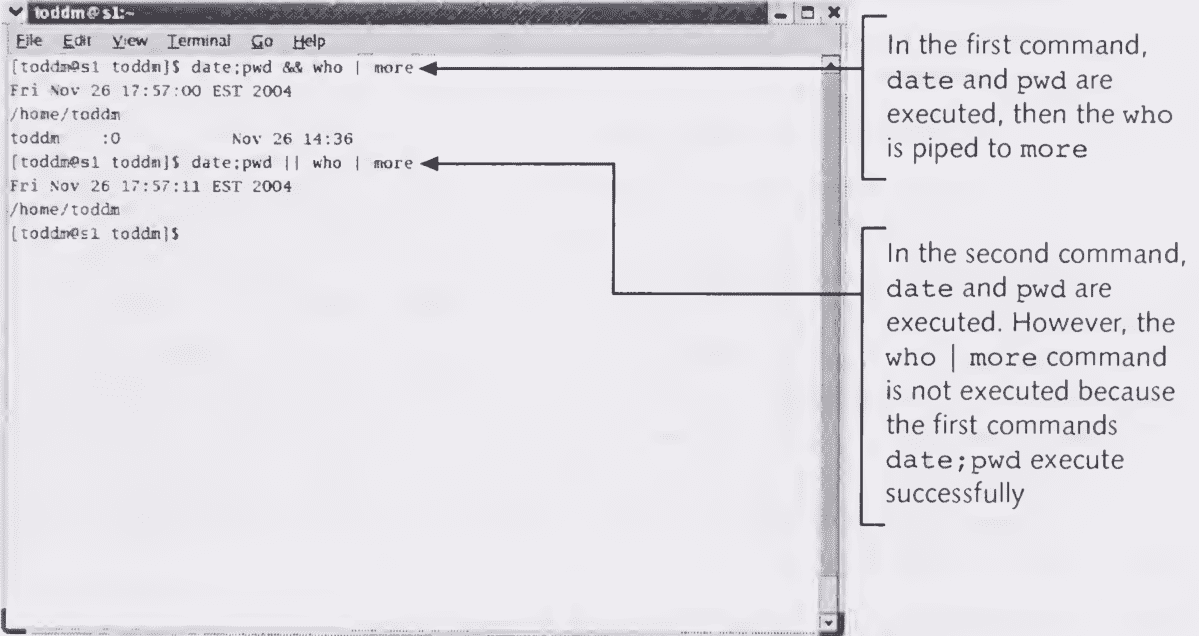 toddm@s1:~
File Edit View Terminal Go Help
[toddm@s1 toddm]$ date;pwd && who | more
Fri Nov 26 17:57:00 EST 2004
/home/toddm
toddm :0 Nov 26 14:36
[toddm@s1 toddm]$ date;pwd || who | more
Fri Nov 26 17:57:11 EST 2004
/home/toddm
[toddm@s1 toddm]$
In the first command,
date and pwd are
executed, then the who
is piped to more
In the second command,
date and pwd are
executed. However, the
who | more command
is not executed because
the first commands
date;pwd execute
successfully